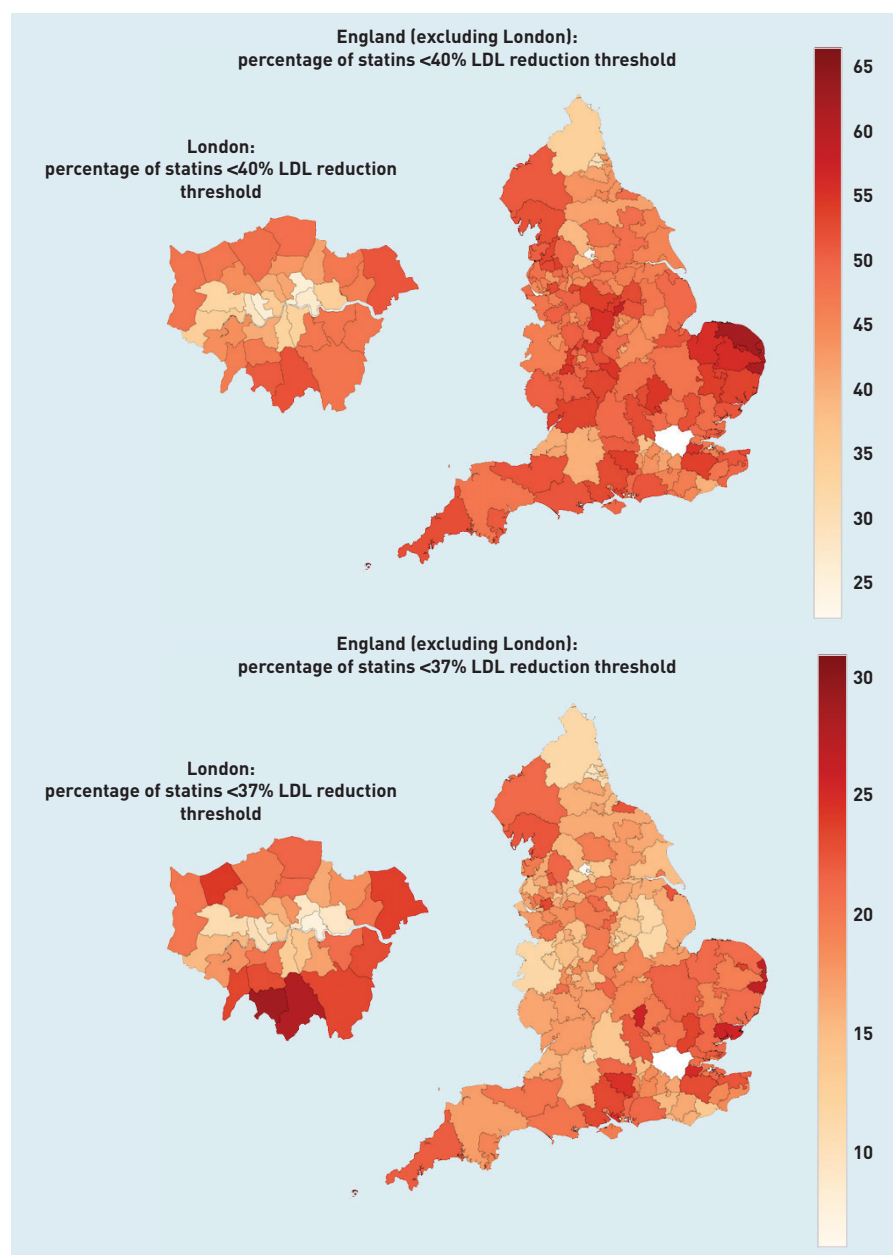 England (excluding London):
percentage of statins <40% LDL reduction threshold
London:
percentage of statins <40% LDL reduction
threshold
65
60
55
50
45
40
35
30
25
England (excluding London):
percentage of statins <37% LDL reduction threshold
London:
percentage of statins <37% LDL reduction
threshold
30
25
20
15
10